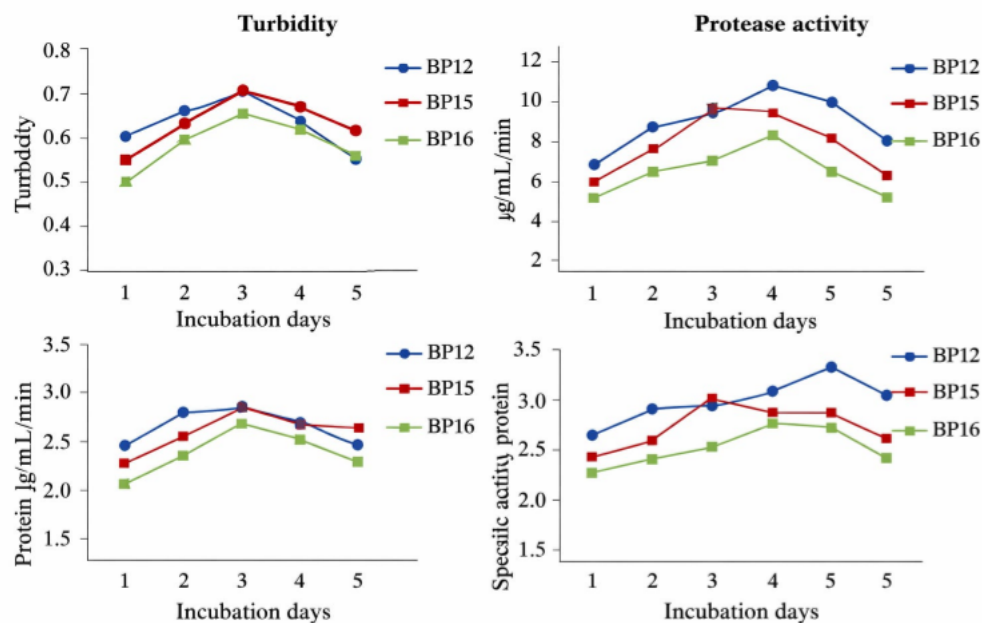 Turbidity
0.8
0.7
0.6
0.5
0.4
0.3
Turbddity
BP12
BP15
BP16
1 2 3 4 5
Incubation days
Protease activity
12
10
8
6
4
2
µg/mL/min
BP12
BP15
BP16
1 2 3 4 5 5
Incubation days
3.5
3.0
2.5
2.0
1.5
Protein lg/mL/min
BP12
BP15
BP16
1 2 3 4 5
Incubation days
3.5
3.0
2.5
2.0
1.5
Specsiilc actiġty protein
BP12
BP15
BP16
1 2 3 4 5 5
Incubation days